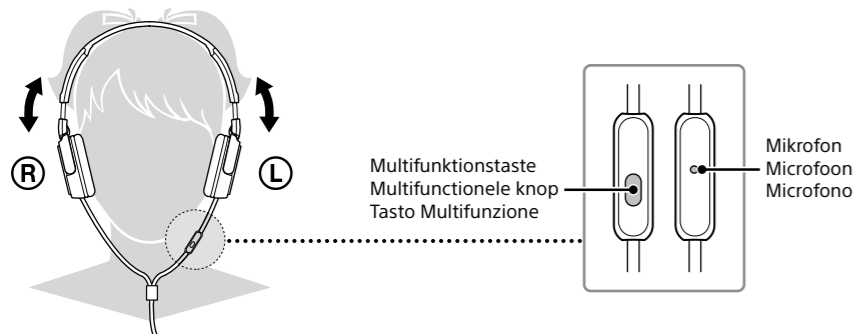 R
L
Multifunktionstaste
Multifunctionele knop
Tasto Multifunzione
Mikrofon
Microfoon
Microfono